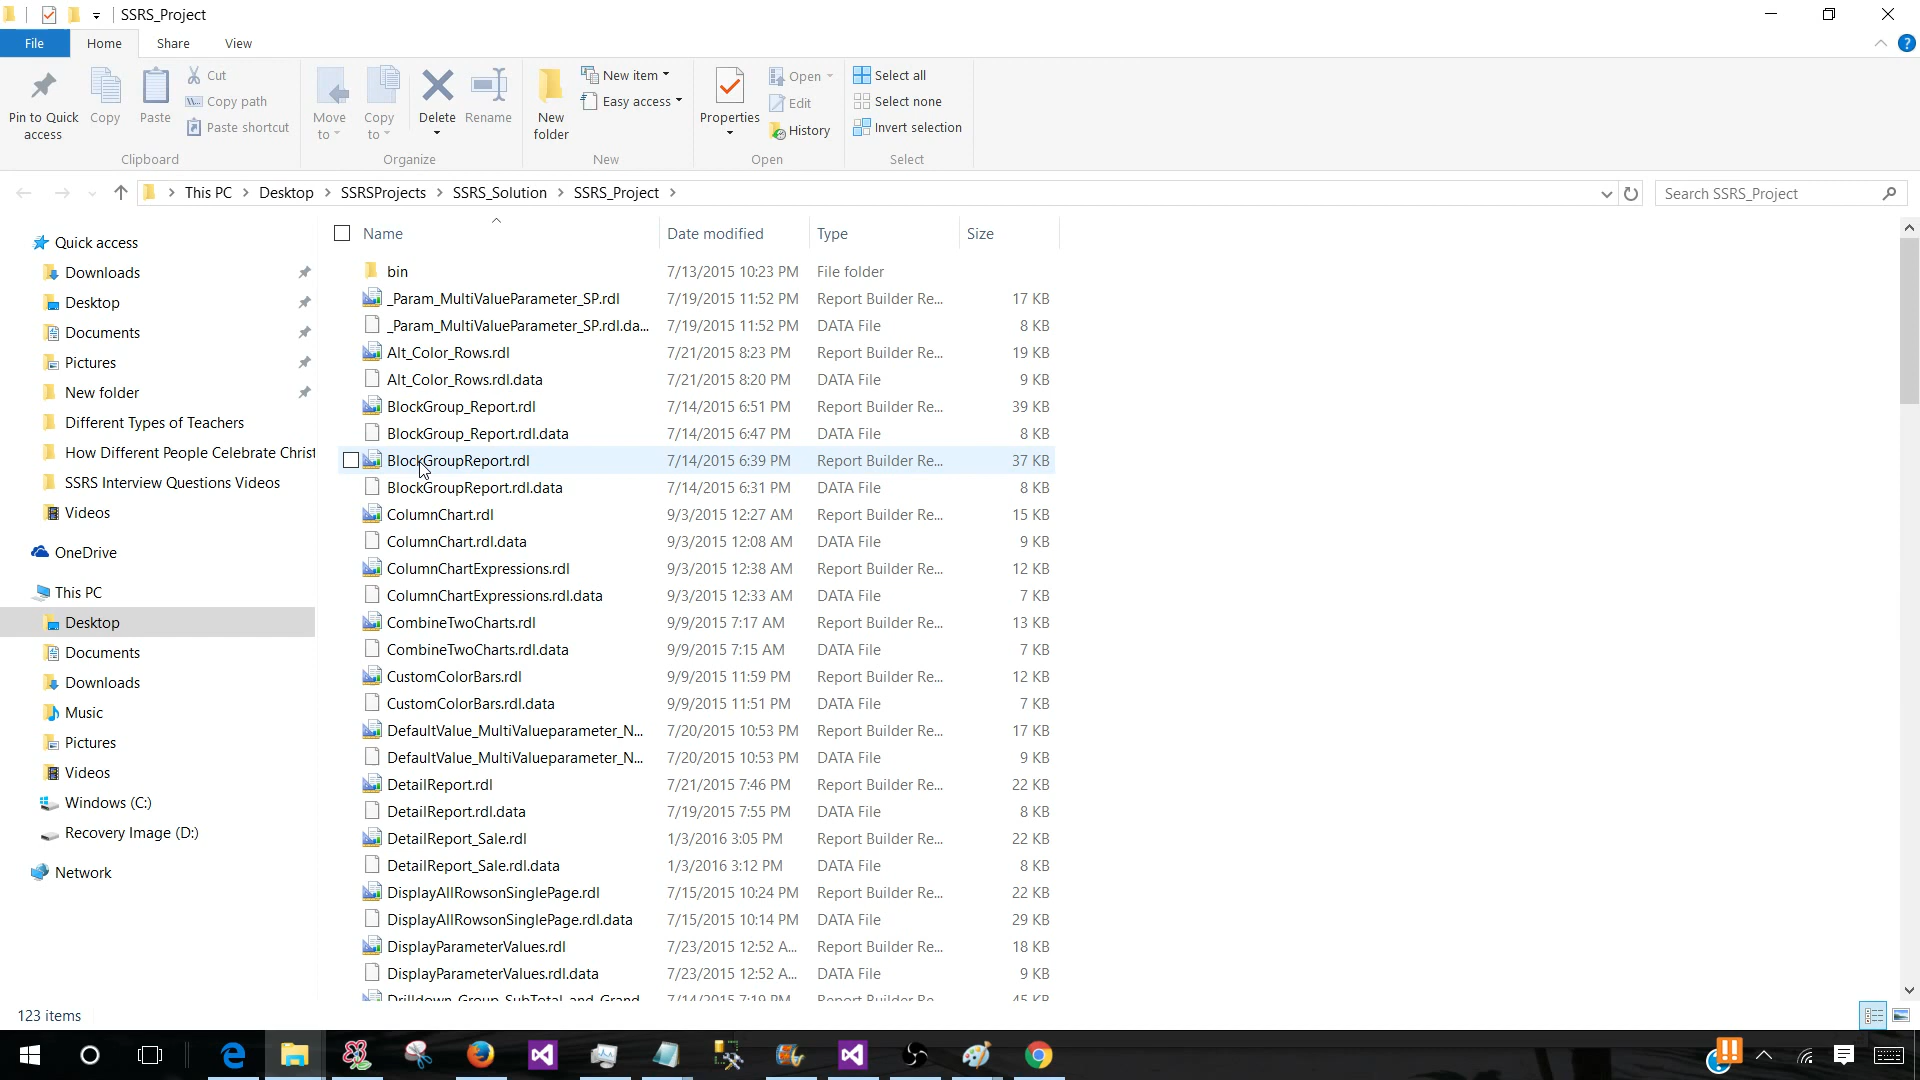 SSRS_Project
File Home Share View
Pin to Quick access
Copy
Paste
Cut
Copy path
Paste shortcut
Clipboard
Move to
Copy to
Delete
Rename
Organize
New folder
New item
Easy access
New
Properties
Open
Edit
History
Open
Select all
Select none
Invert selection
Select
This PC > Desktop > SSRSProjects > SSRS_Solution > SSRS_Project >
Search SSRS_Project
Quick access
Downloads
Desktop
Documents
Pictures
New folder
Different Types of Teachers
How Different People Celebrate Christ
SSRS Interview Questions Videos
Videos
OneDrive
This PC
Desktop
Documents
Downloads
Music
Pictures
Videos
Windows (C:)
Recovery Image (D:)
Network
Name Date modified Type Size
bin 7/13/2015 10:23 PM File folder
_Param_MultiValueParameter_SP.rdl 7/19/2015 11:52 PM Report Builder Re... 17 KB
_Param_MultiValueParameter_SP.rdl.da... 7/19/2015 11:52 PM DATA File 8 KB
Alt_Color_Rows.rdl 7/21/2015 8:23 PM Report Builder Re... 19 KB
Alt_Color_Rows.rdl.data 7/21/2015 8:20 PM DATA File 9 KB
BlockGroup_Report.rdl 7/14/2015 6:51 PM Report Builder Re... 39 KB
BlockGroup_Report.rdl.data 7/14/2015 6:47 PM DATA File 8 KB
BlockGroupReport.rdl 7/14/2015 6:39 PM Report Builder Re... 37 KB
BlockGroupReport.rdl.data 7/14/2015 6:31 PM DATA File 8 KB
ColumnChart.rdl 9/3/2015 12:27 AM Report Builder Re... 15 KB
ColumnChart.rdl.data 9/3/2015 12:08 AM DATA File 9 KB
ColumnChartExpressions.rdl 9/3/2015 12:38 AM Report Builder Re... 12 KB
ColumnChartExpressions.rdl.data 9/3/2015 12:33 AM DATA File 7 KB
CombineTwoCharts.rdl 9/9/2015 7:17 AM Report Builder Re... 13 KB
CombineTwoCharts.rdl.data 9/9/2015 7:15 AM DATA File 7 KB
CustomColorBars.rdl 9/9/2015 11:59 PM Report Builder Re... 12 KB
CustomColorBars.rdl.data 9/9/2015 11:51 PM DATA File 7 KB
DefaultValue_MultiValueparameter_N... 7/20/2015 10:53 PM Report Builder Re... 17 KB
DefaultValue_MultiValueparameter_N... 7/20/2015 10:53 PM DATA File 9 KB
DetailReport.rdl 7/21/2015 7:46 PM Report Builder Re... 22 KB
DetailReport.rdl.data 7/19/2015 7:55 PM DATA File 8 KB
DetailReport_Sale.rdl 1/3/2016 3:05 PM Report Builder Re... 22 KB
DetailReport_Sale.rdl.data 1/3/2016 3:12 PM DATA File 8 KB
DisplayAllRowsonSinglePage.rdl 7/15/2015 10:24 PM Report Builder Re... 22 KB
DisplayAllRowsonSinglePage.rdl.data 7/15/2015 10:14 PM DATA File 29 KB
DisplayParameterValues.rdl 7/23/2015 12:52 A... Report Builder Re... 18 KB
DisplayParameterValues.rdl.data 7/23/2015 12:52 A... DATA File 9 KB
Drilldown_Group_SubTotal_and_Grand 7/14/2015 7:19 PM Report Builder Re 45 KB
123 items